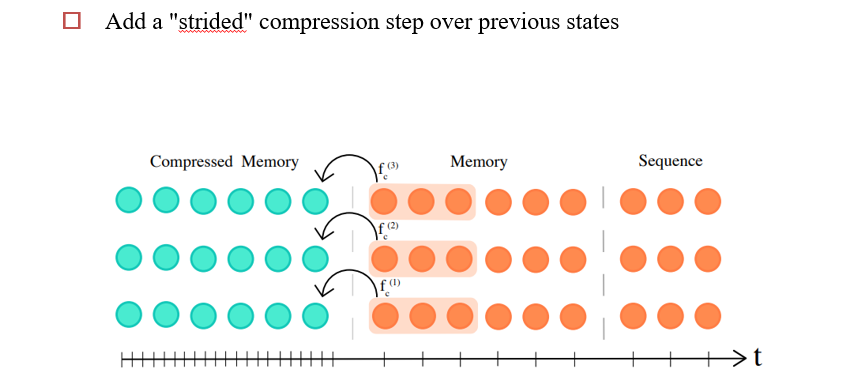 Add a "strided" compression step over previous states
Compressed Memory
Memory
Sequence
f_c^(3)
f_c^(2)
f_c^(1)
t